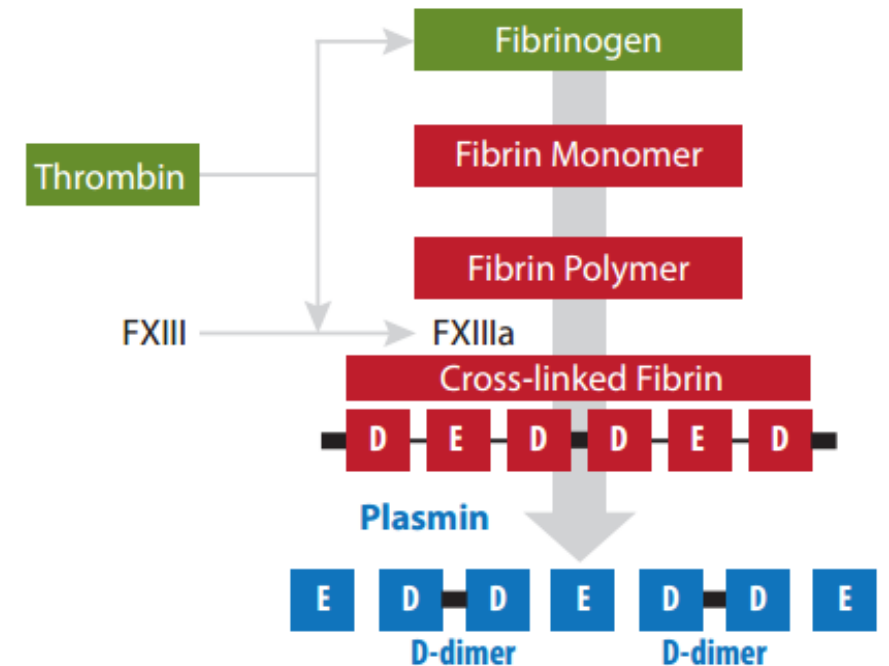 Fibrinogen
Fibrin Monomer
Thrombin
Fibrin Polymer
FXIII
FXIIIa
Cross-linked Fibrin
D E D D E D
Plasmin
E D D E D D E
D-dimer D-dimer